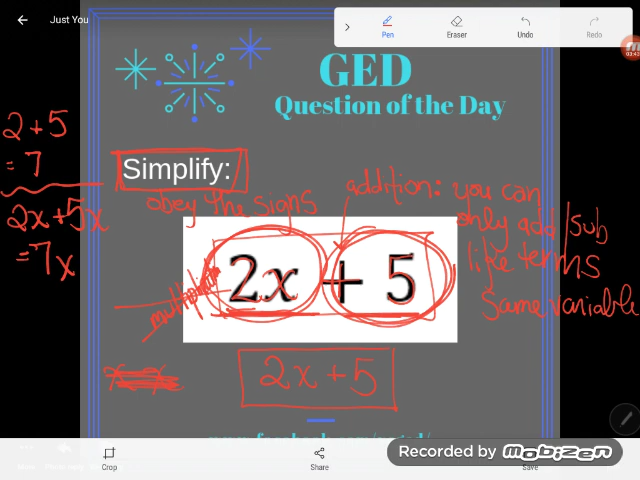 Just You
Pen
Eraser
Undo
Redo
GED
Question of the Day
2+5
= 7
Simplify:
2x+5x
= 7x
obey the signs
addition: you can
only add/sub
like terms
same variable
2x + 5
2x + 5
Crop
Share
Save
Recorded by
mobizen